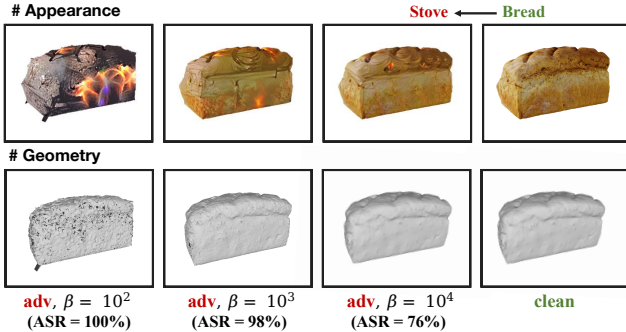 # Appearance
Stove ← Bread
# Geometry
adv, β = 10² adv, β = 10³ adv, β = 10⁴ clean
(ASR = 100%) (ASR = 98%) (ASR = 76%)